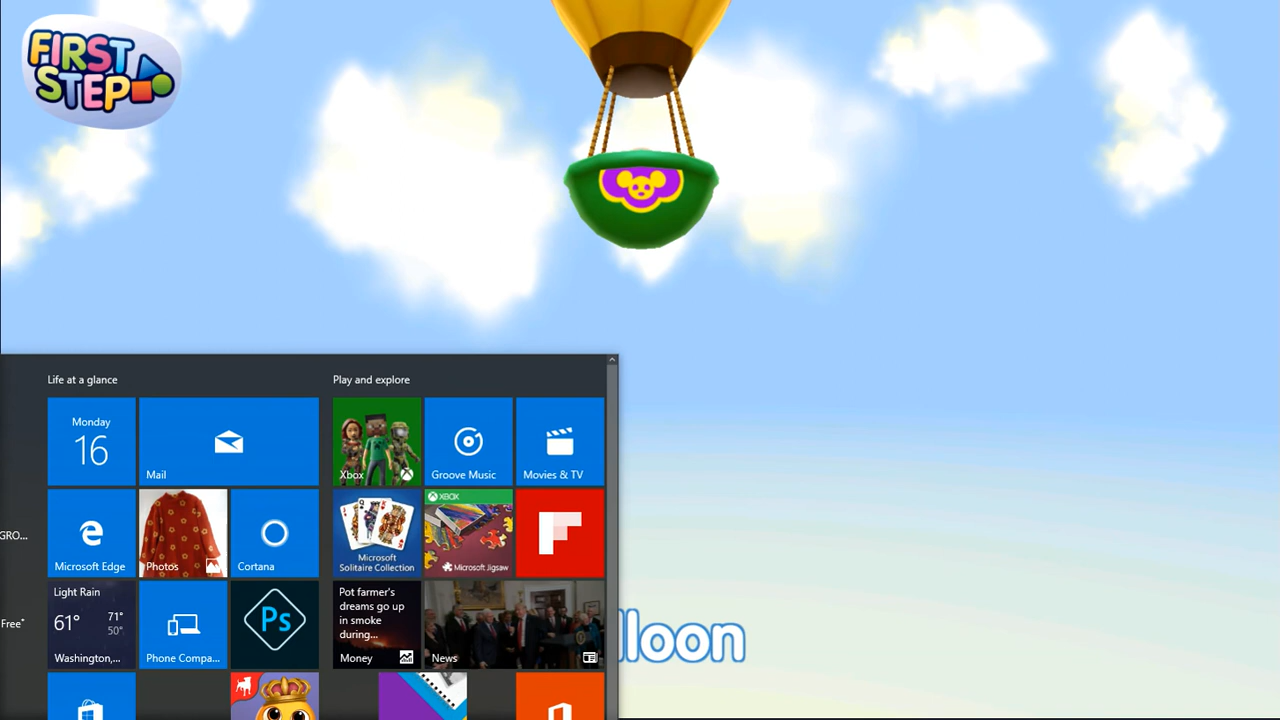 FIRST
STEP
Life at a glance
Play and explore
Monday
16
Mail
Xbox
Groove Music
Movies & TV
GRO...
Microsoft Edge
Photos
Cortana
Microsoft
Solitaire Collection
XBOX
Microsoft Jigsaw
Free*
Light Rain
61°
71°
50°
Washington,...
Phone Compa...
Ps
Pot farmer's
dreams go up
in smoke
during...
Money
News
lloon